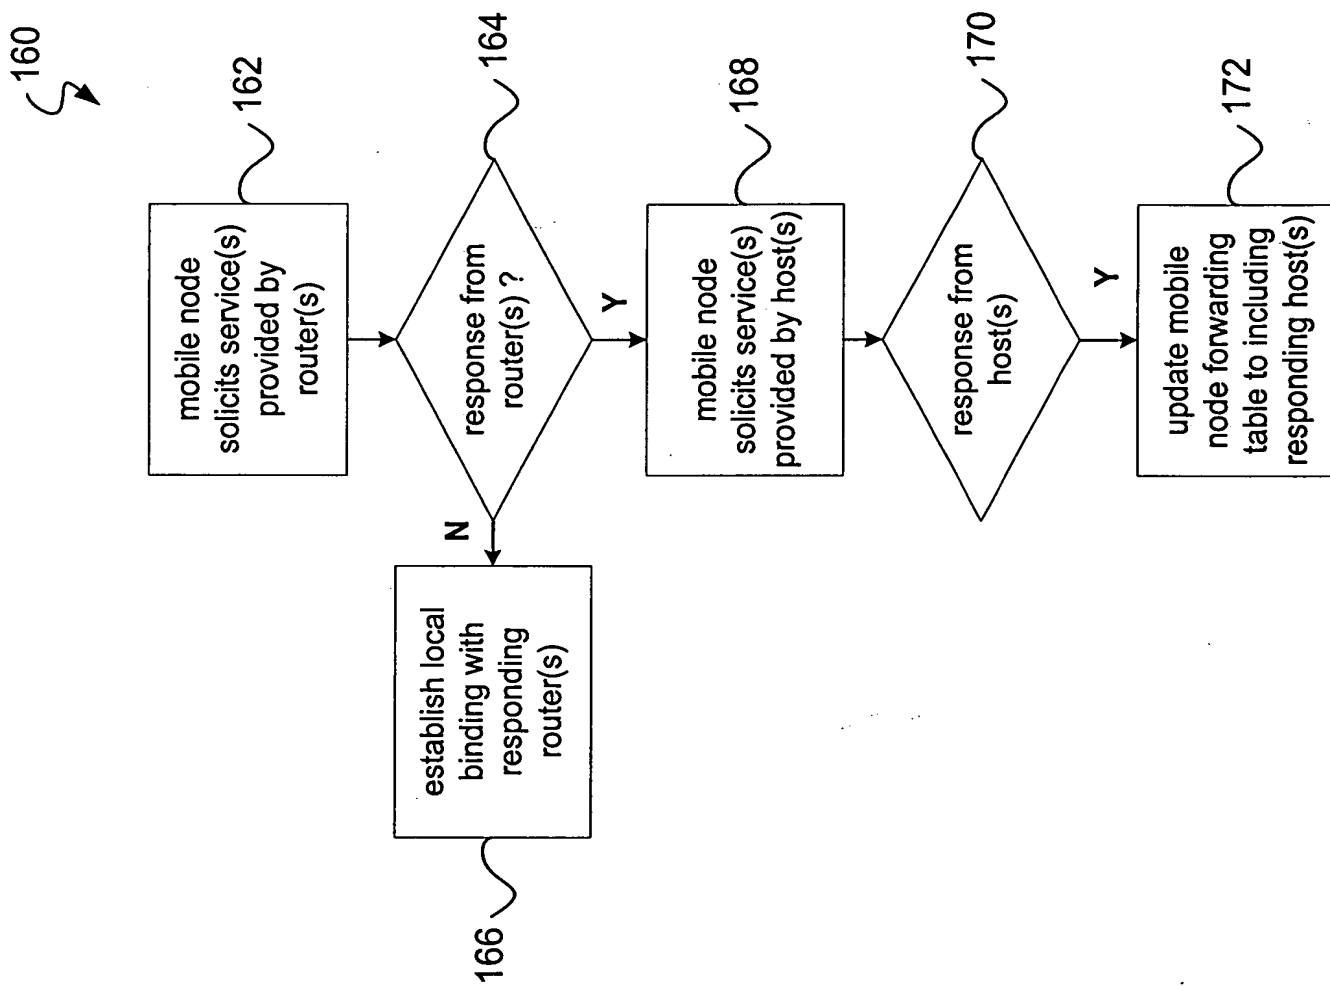 160
mobile node
solicits service(s)
provided by
router(s)
162
response from
router(s) ?
164
N
Y
establish local
binding with
responding
router(s)
166
mobile node
solicits service(s)
provided by host(s)
168
response from
host(s)
170
Y
update mobile
node forwarding
table to including
responding host(s)
172